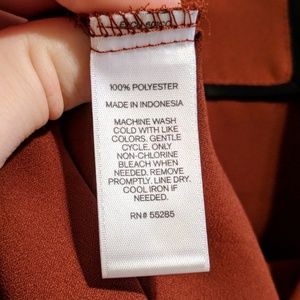 100% POLYESTER
MADE IN INDONESIA
MACHINE WASH
COLD WITH LIKE
COLORS. GENTLE
CYCLE. ONLY
NON-CHLORINE
BLEACH WHEN
NEEDED. REMOVE
PROMPTLY. LINE DRY.
COOL IRON IF
NEEDED.
RN# 55285